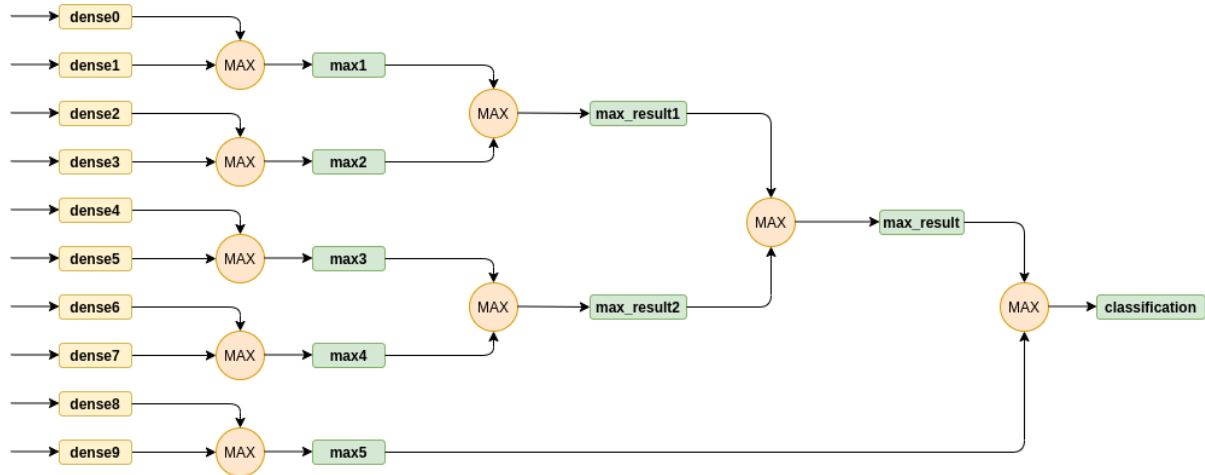 dense0
dense1
MAX
max1
dense2
MAX
max_result1
dense3
MAX
max2
dense4
MAX
max_result
dense5
MAX
max3
dense6
MAX
max_result2
MAX
classification
dense7
MAX
max4
dense8
dense9
MAX
max5